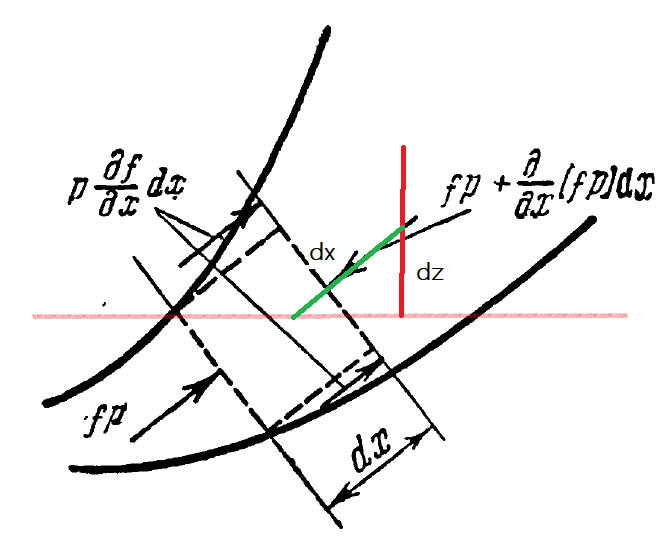 p ∂f/∂x dx
fp + ∂/∂x [fp]dx
dx
dz
fp
dx